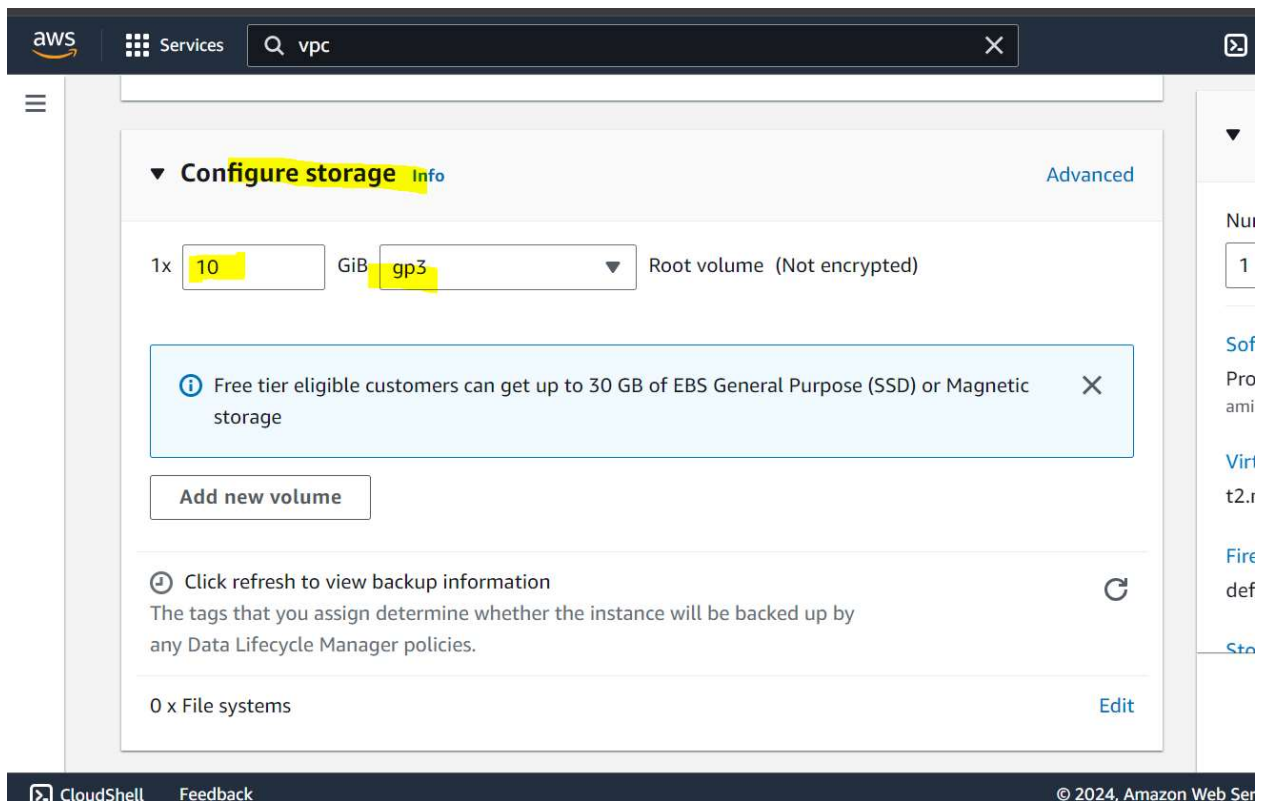 aws Services vpc
Configure storage Info Advanced
1x 10 GiB gp3 Root volume (Not encrypted)
Free tier eligible customers can get up to 30 GB of EBS General Purpose (SSD) or Magnetic
storage
Add new volume
Click refresh to view backup information
The tags that you assign determine whether the instance will be backed up by
any Data Lifecycle Manager policies.
0 x File systems Edit
1
ami
CloudShell Feedback © 2024, Amazon Web